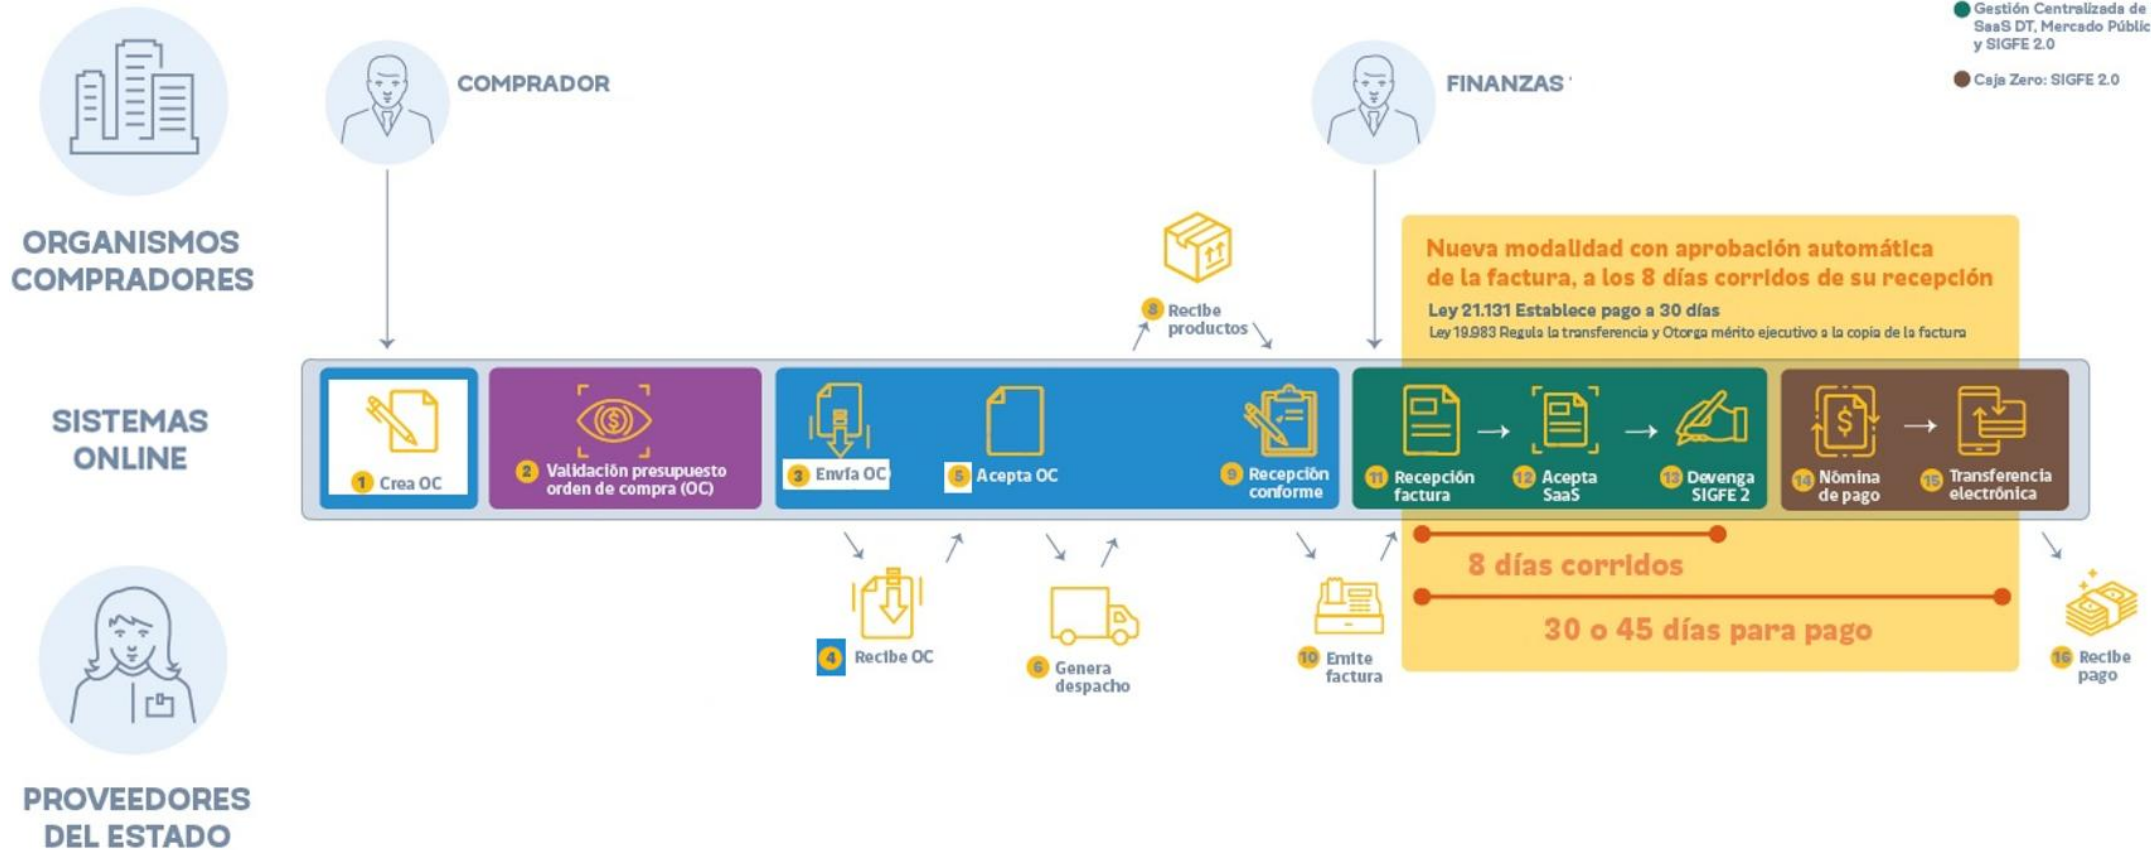 Gestión Centralizada de
SaaS DT, Mercado Públic
y SIGFE 2.0
Caja Zero: SIGFE 2.0
COMPRADOR
FINANZAS
ORGANISMOS
COMPRADORES
Nueva modalidad con aprobación automática
de la factura, a los 8 días corridos de su recepción
Ley 21.131 Establece pago a 30 días
Ley 19.983 Regula la transferencia y Otorga mérito ejecutivo a la copia de la factura
8 Recibe
productos
SISTEMAS
ONLINE
1 Crea OC
2 Validación presupuesto
orden de compra (OC)
3 Envía OC
5 Acepta OC
9 Recepción
conforme
11 Recepción
factura
12 Acepta
SaaS
13 Devenga
SIGFE 2
14 Nómina
de pago
15 Transferencia
electrónica
8 días corridos
30 o 45 días para pago
4 Recibe OC
6 Genera
despacho
10 Emite
factura
16 Recibe
pago
PROVEEDORES
DEL ESTADO